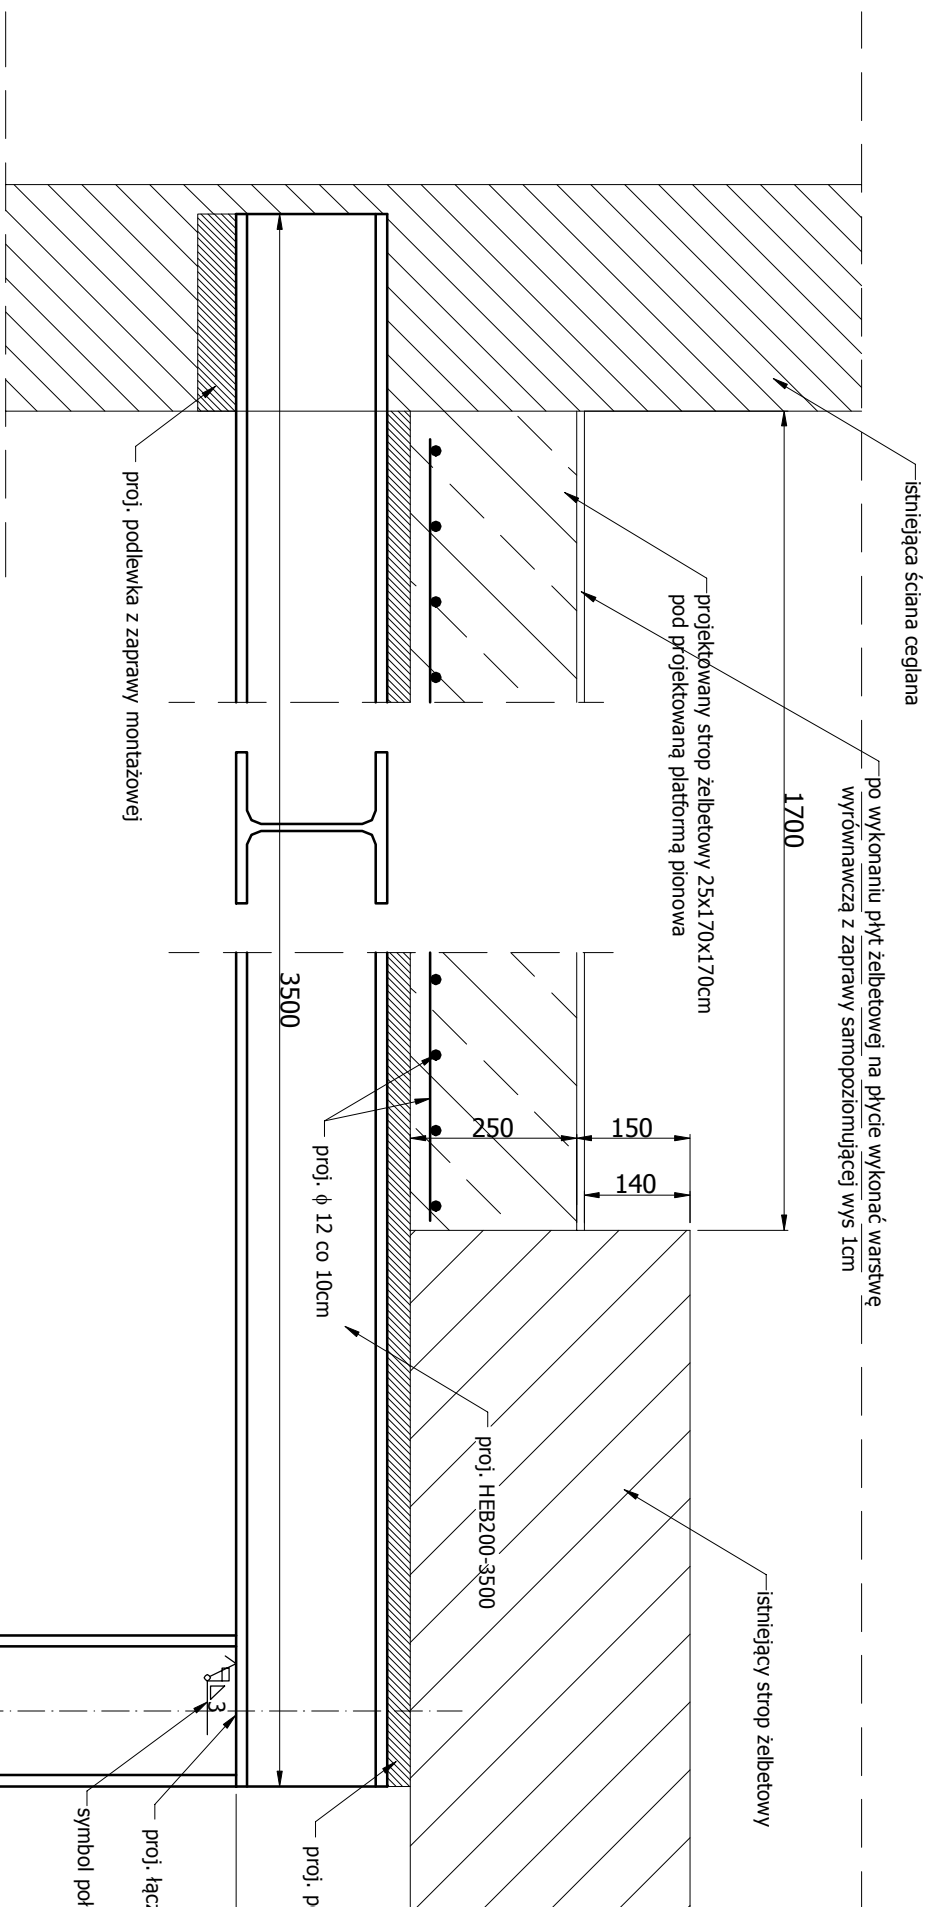 istniejąca ściana ceglana
po wykonaniu płyt żelbetowej na płycie wykonać warstwę
wyrównawczą z zaprawy samopoziomującej wys 1cm
1700
istniejący strop żelbetowy
projektowany strop żelbetowy 25x170x170cm
pod projektowaną platformą pionowa
150
140
250
proj. HEB200-3500
proj. ϕ 12 co 10cm
3500
proj. p
3
proj. łącz
proj. podlewka z zaprawy montażowej
symbol poł